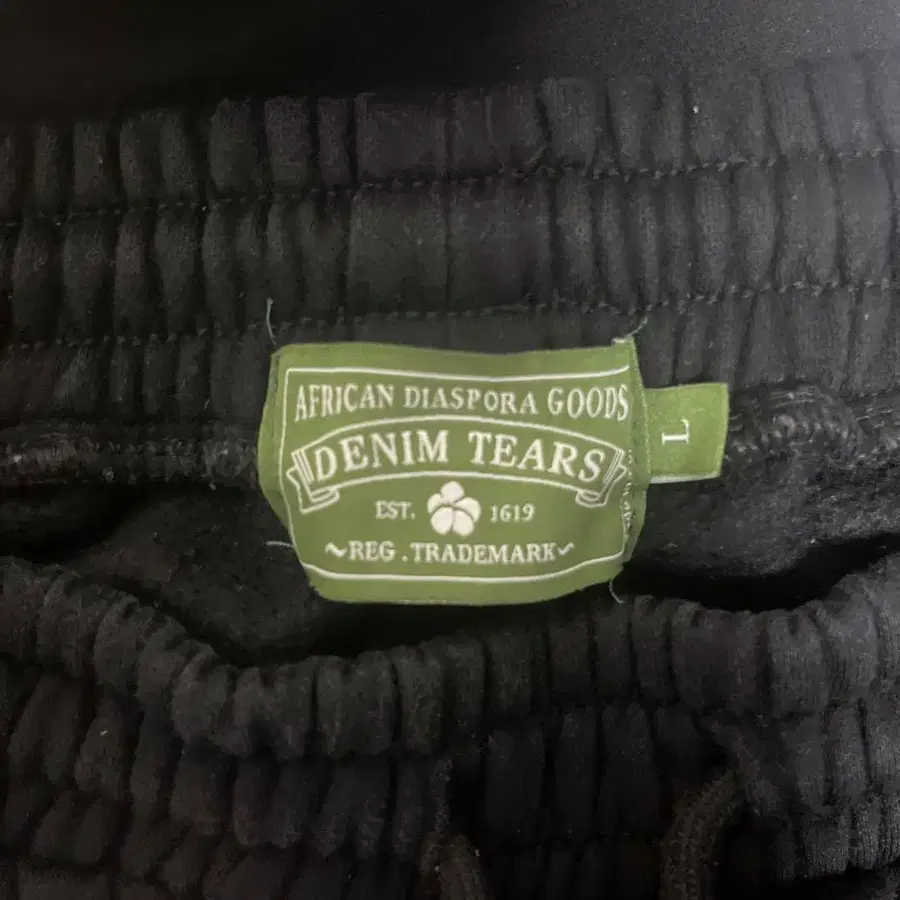 AFRICAN DIASPORA GOODS
DENIM TEARS
EST. 1619
~REG . TRADEMARK~
L